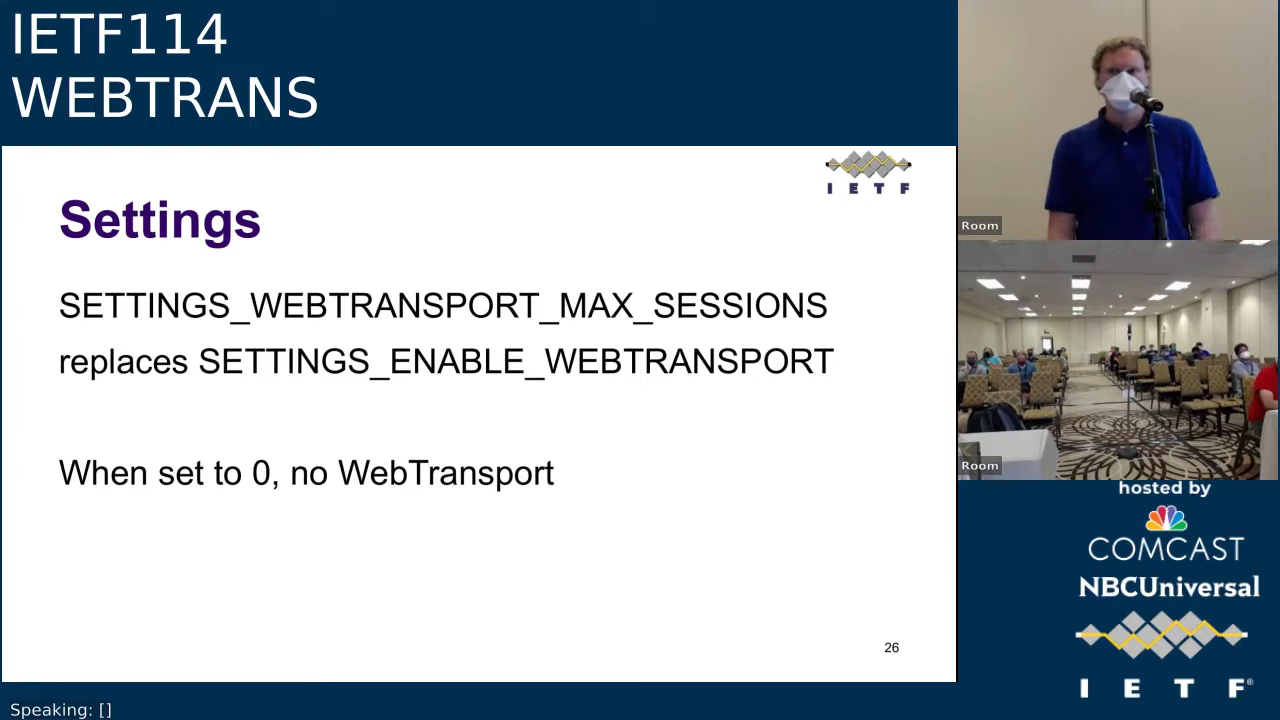 IETF114
WEBTRANS
I E T F
Settings
SETTINGS_WEBTRANSPORT_MAX_SESSIONS
replaces SETTINGS_ENABLE_WEBTRANSPORT
When set to 0, no WebTransport
26
Room
Room
hosted by
COMCAST
NBCUniversal
I E T F®
Speaking: []